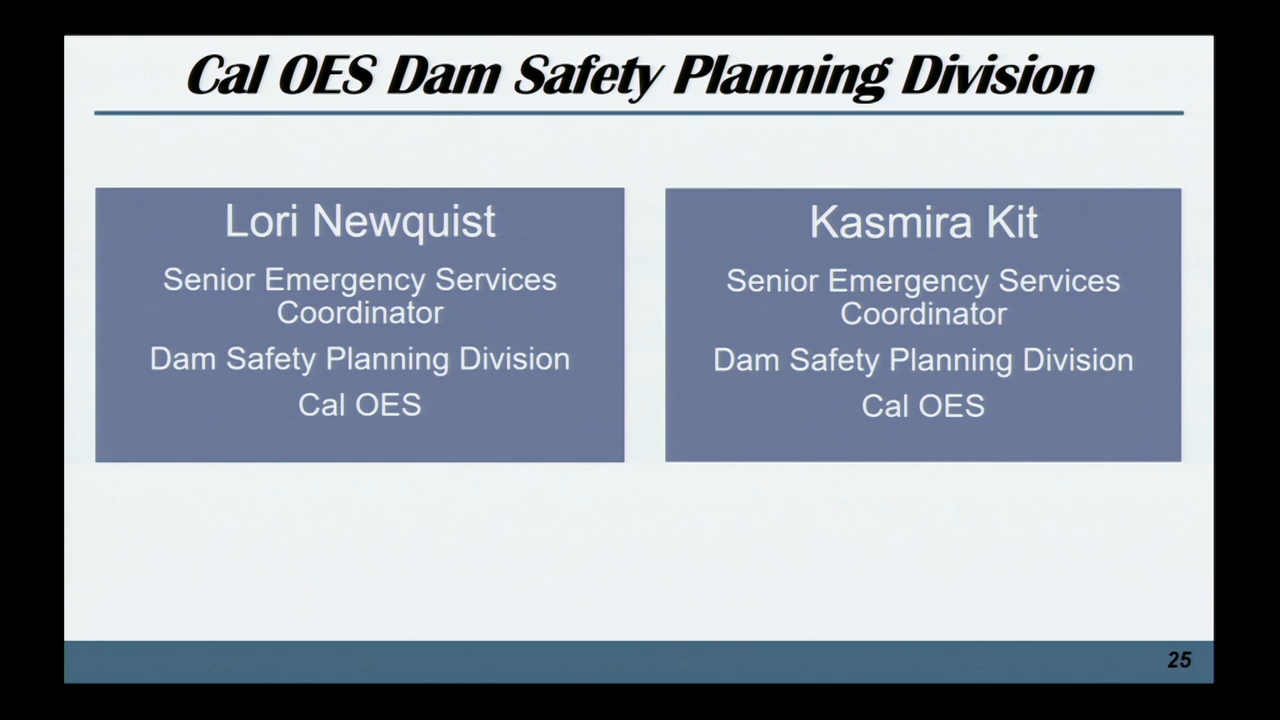 Cal OES Dam Safety Planning Division
Lori Newquist
Senior Emergency Services
Coordinator
Dam Safety Planning Division
Cal OES
Kasmira Kit
Senior Emergency Services
Coordinator
Dam Safety Planning Division
Cal OES
25